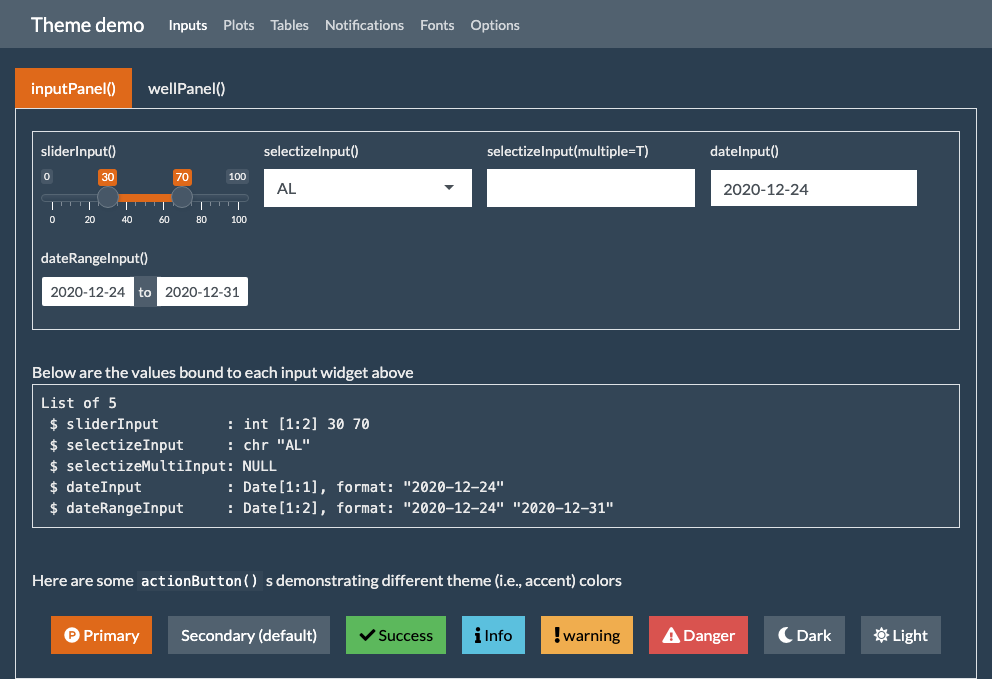 Theme demo Inputs Plots Tables Notifications Fonts Options
inputPanel() wellPanel()
sliderInput() selectizeInput() selectizeInput(multiple=T) dateInput()
0 30 70 100
AL 2020-12-24
0 20 40 60 80 100
dateRangeInput()
2020-12-24 to 2020-12-31
Below are the values bound to each input widget above
List of 5
$ sliderInput : int [1:2] 30 70
$ selectizeInput : chr "AL"
$ selectizeMultiInput: NULL
$ dateInput : Date[1:1], format: "2020-12-24"
$ dateRangeInput : Date[1:2], format: "2020-12-24" "2020-12-31"
Here are some actionButton() s demonstrating different theme (i.e., accent) colors
Primary Secondary (default) Success Info warning Danger Dark Light